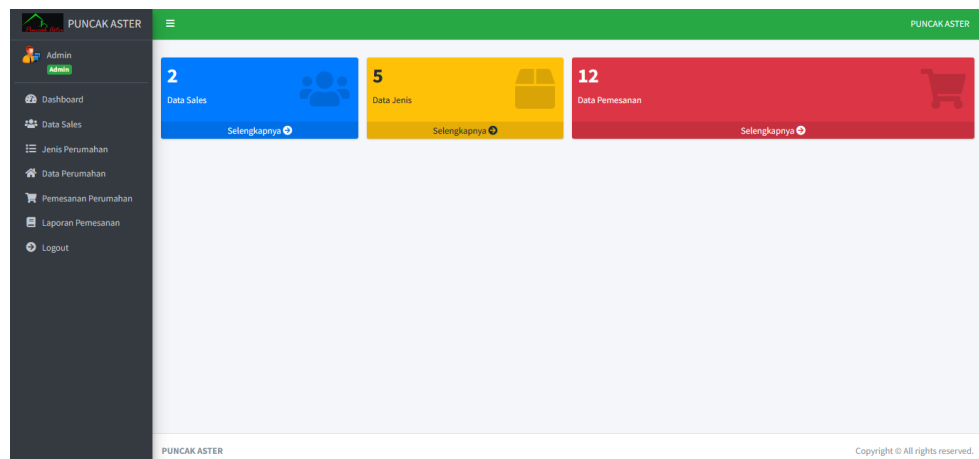 PUNCAK ASTER
PUNCAK ASTER
Admin
Admin
Dashboard
Data Sales
Jenis Perumahan
Data Perumahan
Pemesanan Perumahan
Laporan Pemesanan
Logout
2
Data Sales
Selengkapnya
5
Data Jenis
Selengkapnya
12
Data Pemesanan
Selengkapnya
PUNCAK ASTER
Copyright © All rights reserved.